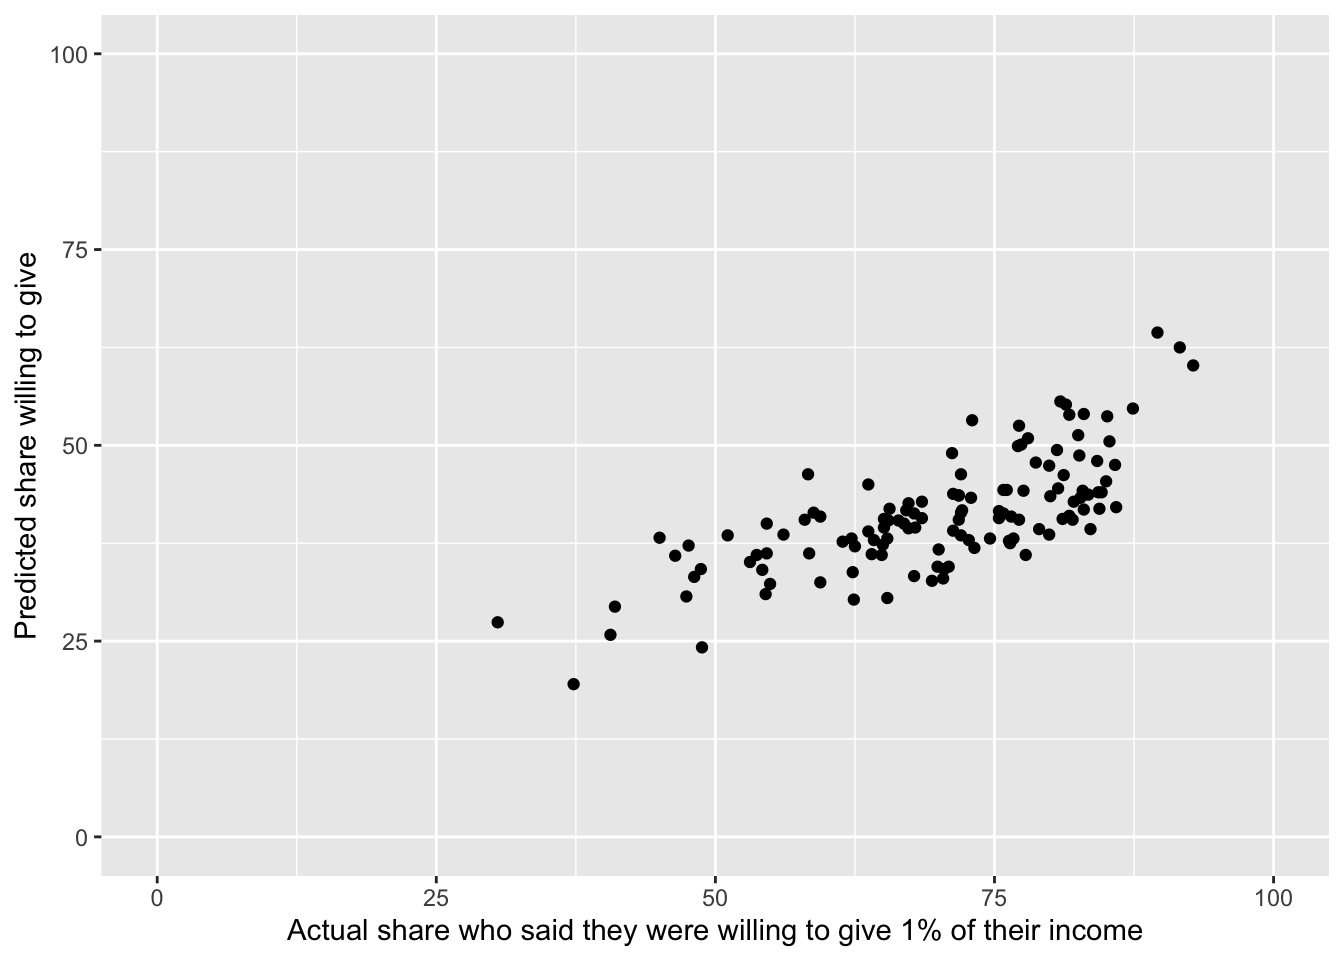 Predicted share willing to give
100
75
50
25
0
0 25 50 75 100
Actual share who said they were willing to give 1% of their income